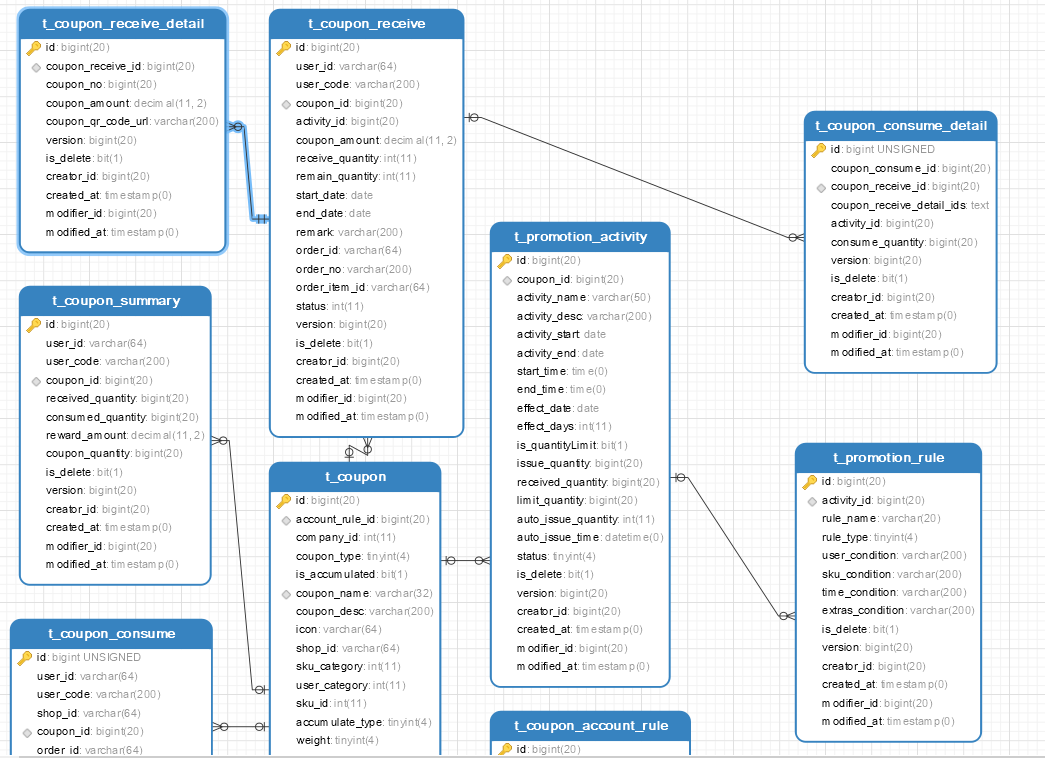 t_coupon_receive_detail
id: bigint(20)
coupon_receive_id: bigint(20)
coupon_no: bigint(20)
coupon_amount: decimal(11, 2)
coupon_qr_code_url: varchar(200)
version: bigint(20)
is_delete: bit(1)
creator_id: bigint(20)
created_at: timestamp(0)
modifier_id: bigint(20)
modified_at: timestamp(0)
t_coupon_receive
id: bigint(20)
user_id: varchar(64)
user_code: varchar(200)
coupon_id: bigint(20)
activity_id: bigint(20)
coupon_amount: decimal(11, 2)
receive_quantity: int(11)
remain_quantity: int(11)
start_date: date
end_date: date
remark: varchar(200)
order_id: varchar(64)
order_no: varchar(200)
order_item_id: varchar(64)
status: int(11)
version: bigint(20)
is_delete: bit(1)
creator_id: bigint(20)
created_at: timestamp(0)
modifier_id: bigint(20)
modified_at: timestamp(0)
t_coupon_consume_detail
id: bigint UNSIGNED
coupon_consume_id: bigint(20)
coupon_receive_id: bigint(20)
coupon_receive_detail_ids: text
activity_id: bigint(20)
consume_quantity: bigint(20)
version: bigint(20)
is_delete: bit(1)
creator_id: bigint(20)
created_at: timestamp(0)
modifier_id: bigint(20)
modified_at: timestamp(0)
t_promotion_activity
id: bigint(20)
coupon_id: bigint(20)
activity_name: varchar(50)
activity_desc: varchar(200)
activity_start: date
activity_end: date
start_time: time(0)
end_time: time(0)
effect_date: date
effect_days: int(11)
is_quantityLimit: bit(1)
issue_quantity: bigint(20)
received_quantity: bigint(20)
limit_quantity: bigint(20)
auto_issue_quantity: int(11)
auto_issue_time: datetime(0)
status: tinyint(4)
is_delete: bit(1)
version: bigint(20)
creator_id: bigint(20)
created_at: timestamp(0)
modifier_id: bigint(20)
modified_at: timestamp(0)
t_coupon_summary
id: bigint(20)
user_id: varchar(64)
user_code: varchar(200)
coupon_id: bigint(20)
received_quantity: bigint(20)
consumed_quantity: bigint(20)
reward_amount: decimal(11, 2)
coupon_quantity: bigint(20)
is_delete: bit(1)
version: bigint(20)
creator_id: bigint(20)
created_at: timestamp(0)
modifier_id: bigint(20)
modified_at: timestamp(0)
t_promotion_rule
id: bigint(20)
activity_id: bigint(20)
rule_name: varchar(20)
rule_type: tinyint(4)
user_condition: varchar(200)
sku_condition: varchar(200)
time_condition: varchar(200)
extras_condition: varchar(200)
is_delete: bit(1)
version: bigint(20)
creator_id: bigint(20)
created_at: timestamp(0)
modifier_id: bigint(20)
modified_at: timestamp(0)
t_coupon
id: bigint(20)
account_rule_id: bigint(20)
company_id: int(11)
coupon_type: tinyint(4)
is_accumulated: bit(1)
coupon_name: varchar(32)
coupon_desc: varchar(200)
icon: varchar(64)
shop_id: varchar(64)
sku_category: int(11)
user_category: int(11)
sku_id: int(11)
accumulate_type: tinyint(4)
weight: tinyint(4)
t_coupon_consume
id: bigint UNSIGNED
user_id: varchar(64)
user_code: varchar(200)
shop_id: varchar(64)
coupon_id: bigint(20)
order_id: varchar(64)
t_coupon_account_rule
id: bigint(20)